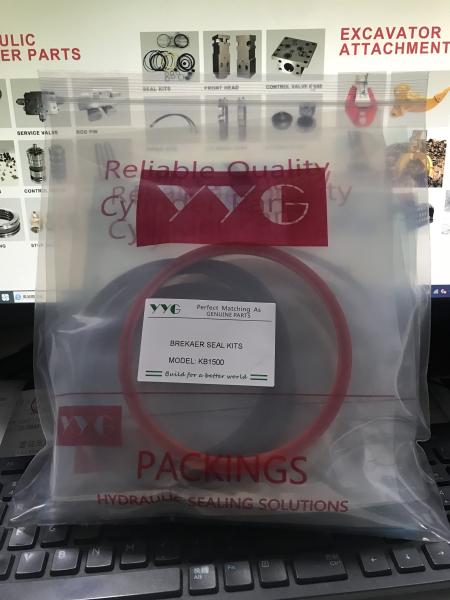 ULIC
ER PARTS
EXCAVATOR
ATTACHMENT
SEAL KITS
FRONT HEAD
CONTROL VALVE
SERVICE VALVE
ROD PIN
Reliable Quality
YYG
YYG
Perfect Matching As
GENUINE PARTS
BREKAER SEAL KITS
MODEL: KB1500
Build for a better world
YYG
PACKINGS
HYDRAULIC SEALING SOLUTIONS
V
B
N
M
Alt